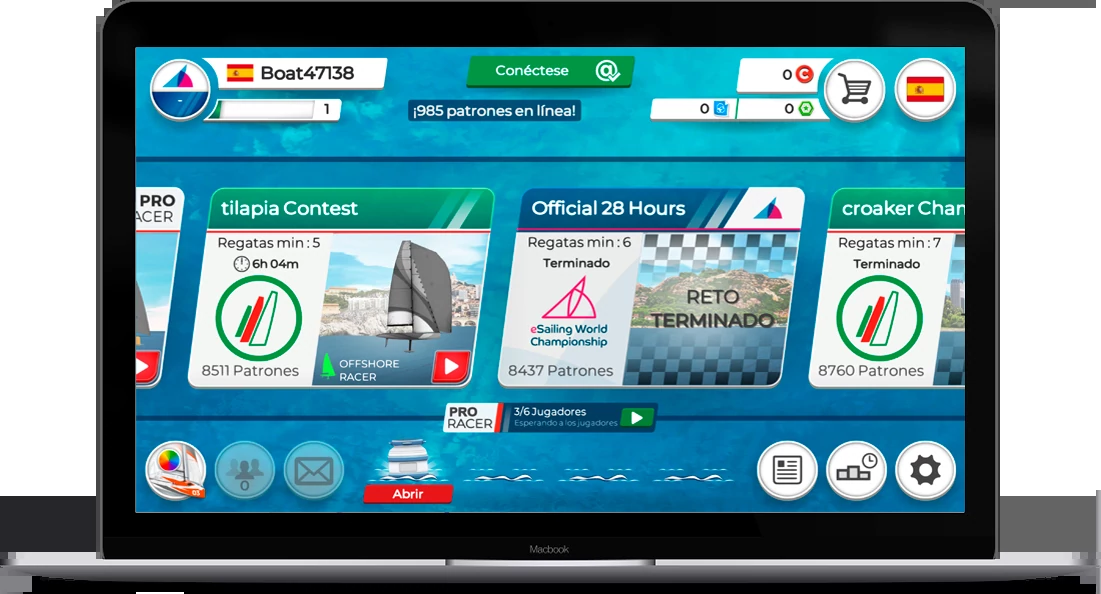 Boat47138
1
Conéctese
¡985 patrones en línea!
0
0
0
PRO
ACER
tilapia Contest
Regatas min : 5
6h 04m
8511 Patrones
OFFSHORE
RACER
Official 28 Hours
Regatas min : 6
Terminado
eSailing World
Championship
8437 Patrones
RETO
TERMINADO
croaker Cham
Regatas min : 7
Terminado
8760 Patrones
PRO
RACER
3/6 Jugadores
Esperando a los jugadores
0
Abrir
Macbook